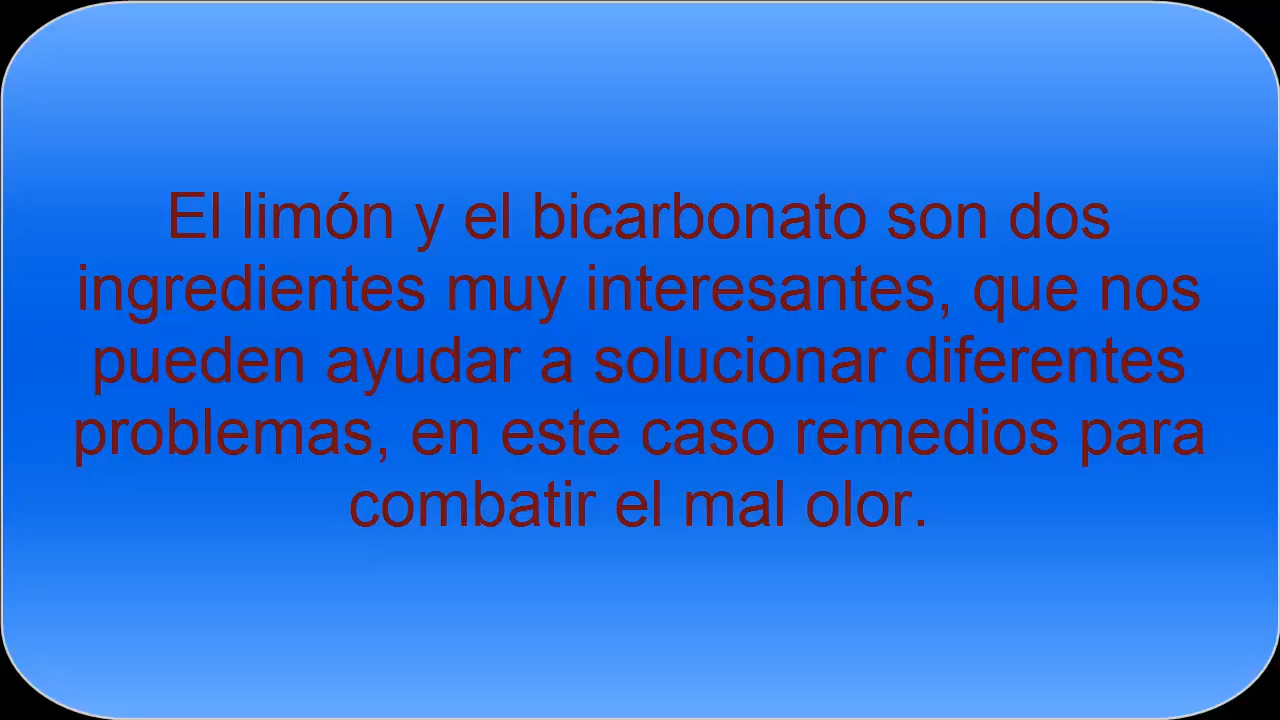 El limón y el bicarbonato son dos
ingredientes muy interesantes, que nos
pueden ayudar a solucionar diferentes
problemas, en este caso remedios para
combatir el mal olor.